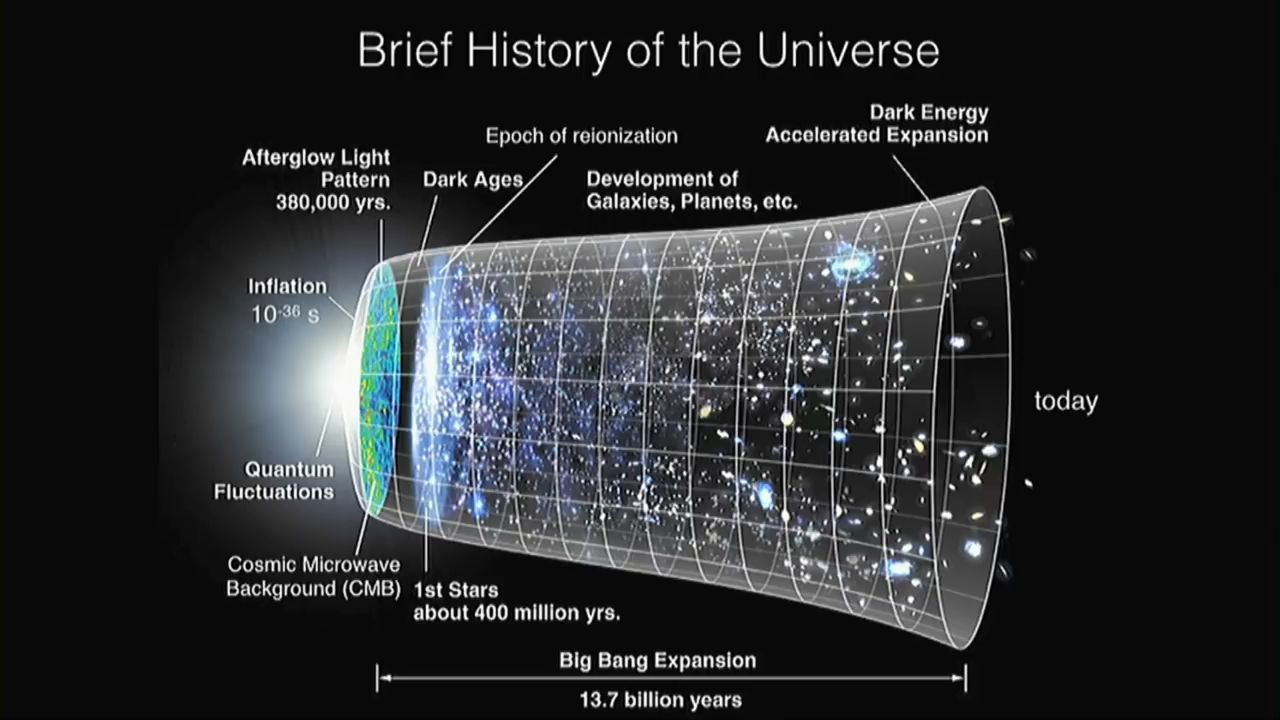 Brief History of the Universe
Dark Energy
Accelerated Expansion
Epoch of reionization
Afterglow Light
Pattern
380,000 yrs.
Dark Ages
Development of
Galaxies, Planets, etc.
Inflation
10-36 s
today
Quantum
Fluctuations
Cosmic Microwave
Background (CMB)
1st Stars
about 400 million yrs.
Big Bang Expansion
13.7 billion years